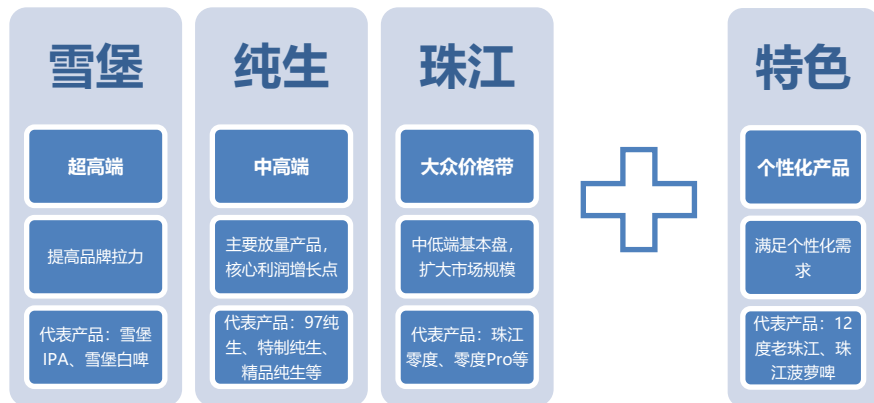 雪堡
超高端
提高品牌拉力
代表产品：雪堡
IPA、雪堡白啤
纯生
中高端
主要放量产品，
核心利润增长点
代表产品：97纯
生、特制纯生、
精品纯生等
珠江
大众价格带
中低端基本盘，
扩大市场规模
代表产品：珠江
零度、零度Pro等
特色
个性化产品
满足个性化需
求
代表产品：12
度老珠江、珠
江菠萝啤